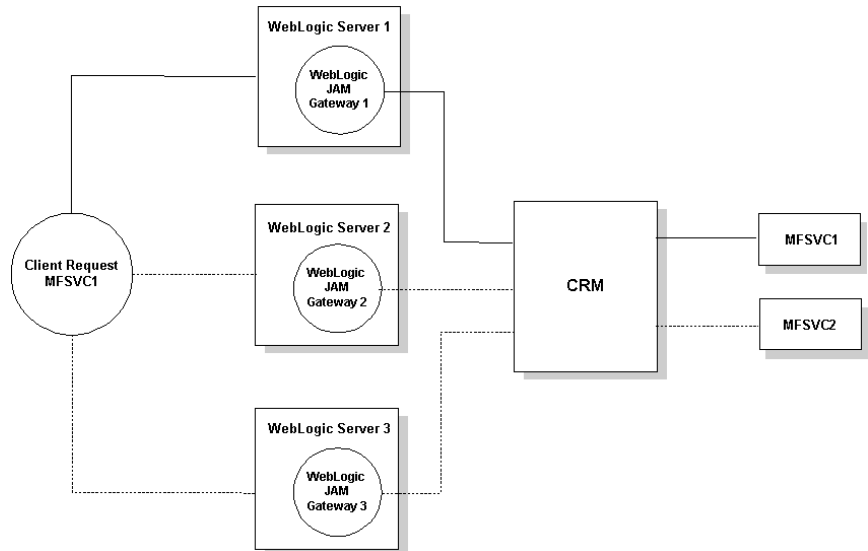 WebLogic Server 1
WebLogic
JAM
Gateway 1
WebLogic Server 2
WebLogic
JAM
Gateway 2
Client Request
MFSVC1
CRM
MFSVC1
MFSVC2
WebLogic Server 3
WebLogic
JAM
Gateway 3